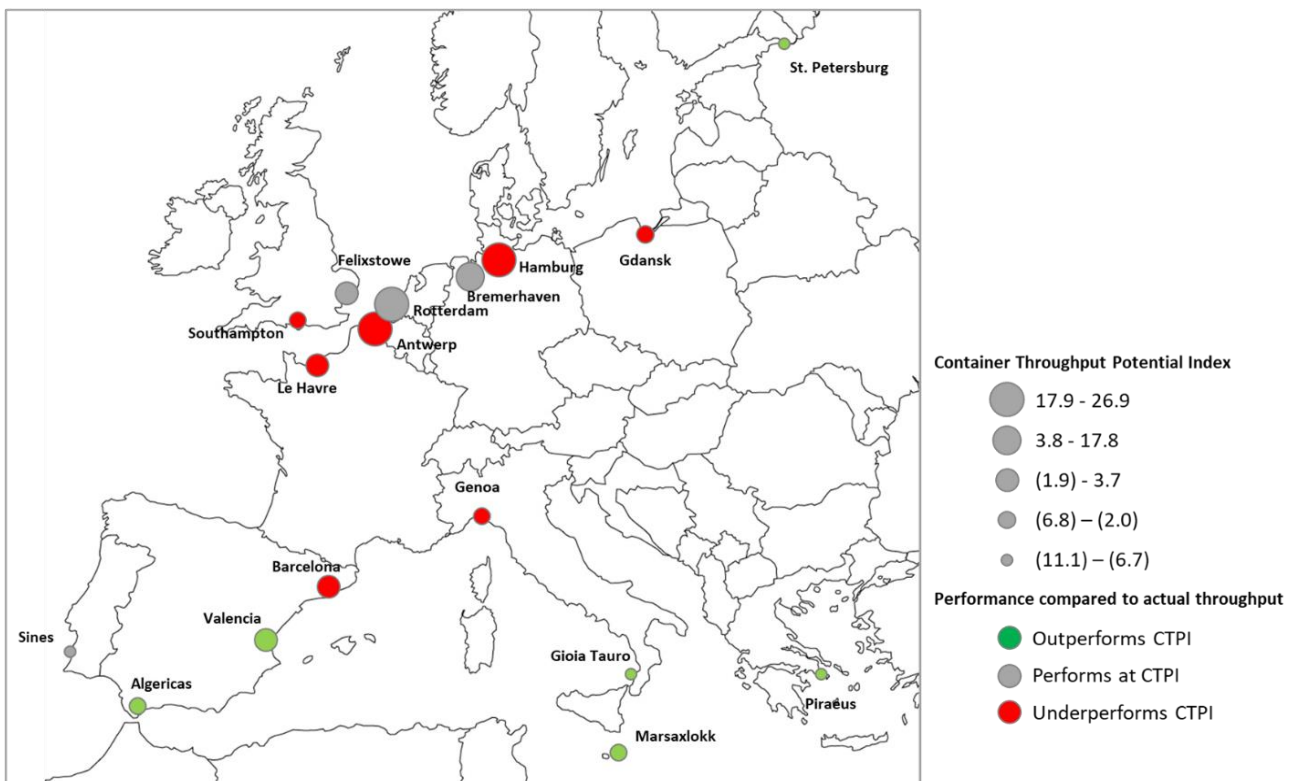 St. Petersburg
Felixstowe
Hamburg
Gdansk
Bremerhaven
Rotterdam
Southampton
Antwerp
Le Havre
Genoa
Barcelona
Valencia
Sines
Gioia Tauro
Algericas
Piraeus
Marsaxlokk
Container Throughput Potential Index
17.9 - 26.9
3.8 - 17.8
(1.9) - 3.7
(6.8) – (2.0)
(11.1) – (6.7)
Performance compared to actual throughput
Outperforms CTPI
Performs at CTPI
Underperforms CTPI